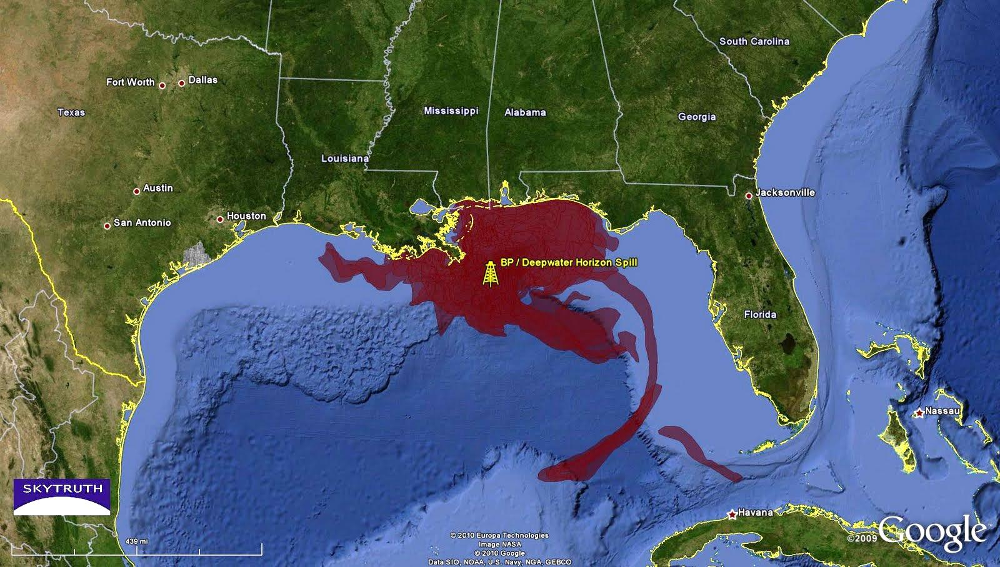 South Carolina
Fort Worth
Dallas
Texas
Mississippi
Alabama
Georgia
Louisiana
Austin
Jacksonville
San Antonio
Houston
BP / Deepwater Horizon Spill
Florida
Nassau
SKYTRUTH
Havana
439 mi
© 2010 Europa Technologies
Image NASA
© 2010 Google
Data SIO, NOAA, U.S. Navy, NGA, GEBCO
©2009 Google™